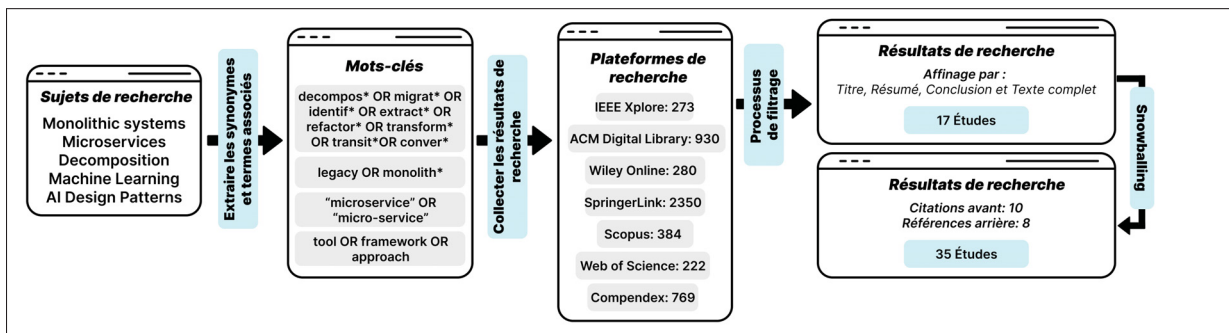 Sujets de recherche
Monolithic systems
Microservices
Decomposition
Machine Learning
AI Design Patterns
Extraire les synonymes
et termes associés
Mots-clés
decompos* OR migrat* OR
identif* OR extract* OR
refactor* OR transform*
OR transit*OR conver*
legacy OR monolith*
“microservice” OR
“micro-service”
tool OR framework OR
approach
Collecter les résultats de
recherche
Plateformes de
recherche
IEEE Xplore: 273
ACM Digital Library: 930
Wiley Online: 280
SpringerLink: 2350
Scopus: 384
Web of Science: 222
Compendex: 769
Processus
de filtrage
Résultats de recherche
Affinage par :
Titre, Résumé, Conclusion et Texte complet
17 Études
Snowballing
Résultats de recherche
Citations avant: 10
Références arrière: 8
35 Études